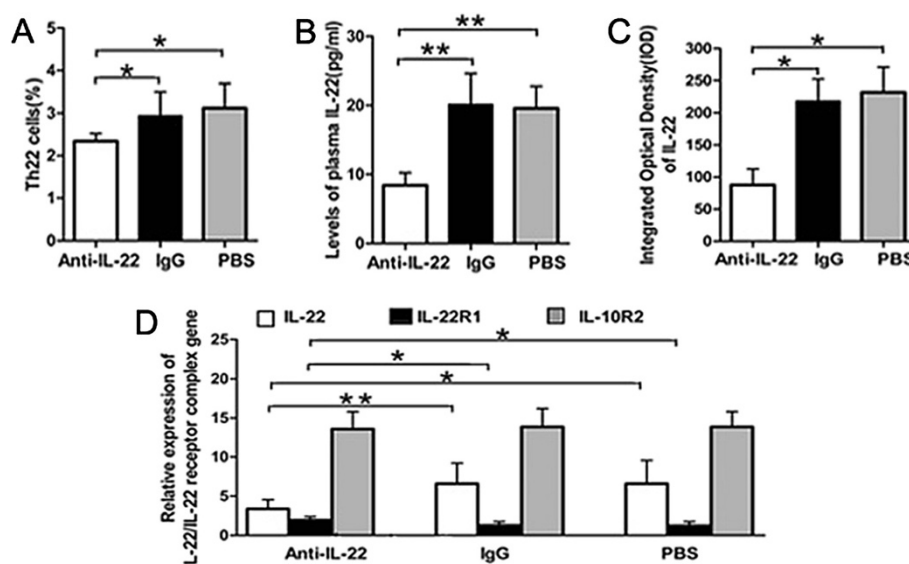 A
Th22 cells(%)
5
4
3
2
1
0
*
*
Anti-IL-22 IgG PBS
B
Levels of plasma IL-22(pg/ml)
30
20
10
0
**
**
Anti-IL-22 IgG PBS
C
Integrated Optical Density(IOD)
of IL-22
300
250
200
150
100
50
0
*
*
Anti-IL-22 IgG PBS
D
IL-22 IL-22R1 IL-10R2
Relative expression of
L-22/IL-22 receptor complex gene
25
20
15
10
5
0
*
*
*
**
Anti-IL-22 IgG PBS